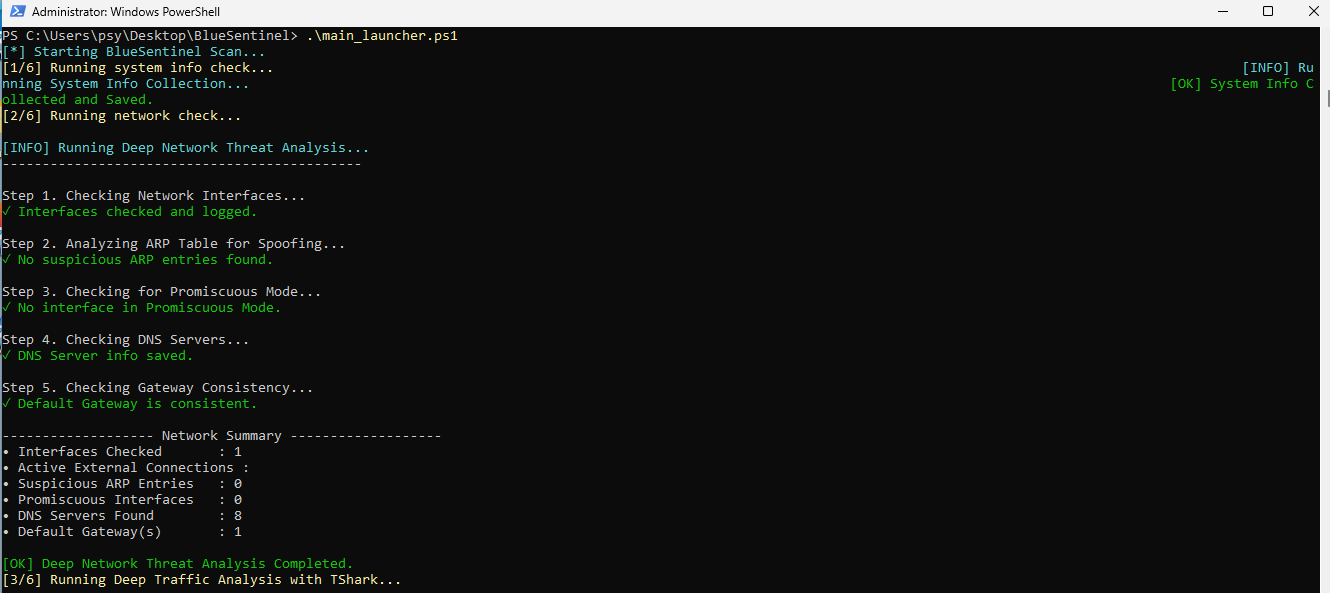 Administrator: Windows PowerShell
PS C:\Users\psy\Desktop\BlueSentinel> .\main_launcher.ps1
[*] Starting BlueSentinel Scan...
[1/6] Running system info check...                    [INFO] Ru
nning System Info Collection...                    [OK] System Info C
ollected and Saved.
[2/6] Running network check...
[INFO] Running Deep Network Threat Analysis...
---------------------------------------------
Step 1. Checking Network Interfaces...
✓ Interfaces checked and logged.
Step 2. Analyzing ARP Table for Spoofing...
✓ No suspicious ARP entries found.
Step 3. Checking for Promiscuous Mode...
✓ No interface in Promiscuous Mode.
Step 4. Checking DNS Servers...
✓ DNS Server info saved.
Step 5. Checking Gateway Consistency...
✓ Default Gateway is consistent.
------------------- Network Summary -------------------
• Interfaces Checked       : 1
• Active External Connections :
• Suspicious ARP Entries   : 0
• Promiscuous Interfaces   : 0
• DNS Servers Found        : 8
• Default Gateway(s)       : 1
[OK] Deep Network Threat Analysis Completed.
[3/6] Running Deep Traffic Analysis with TShark...